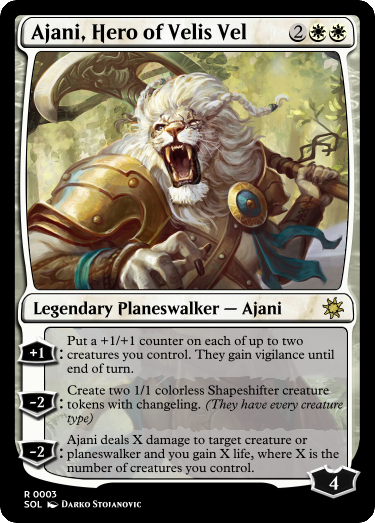 Ajani, Hero of Velis Vel 2
Legendary Planeswalker — Ajani
+1: Put a +1/+1 counter on each of up to two
creatures you control. They gain vigilance until
end of turn.
-2: Create two 1/1 colorless Shapeshifter creature
tokens with changeling. (They have every creature
type)
-2: Ajani deals X damage to target creature or
planeswalker and you gain X life, where X is the
number of creatures you control.
4
R 0003
SOL Darko Stojanovic